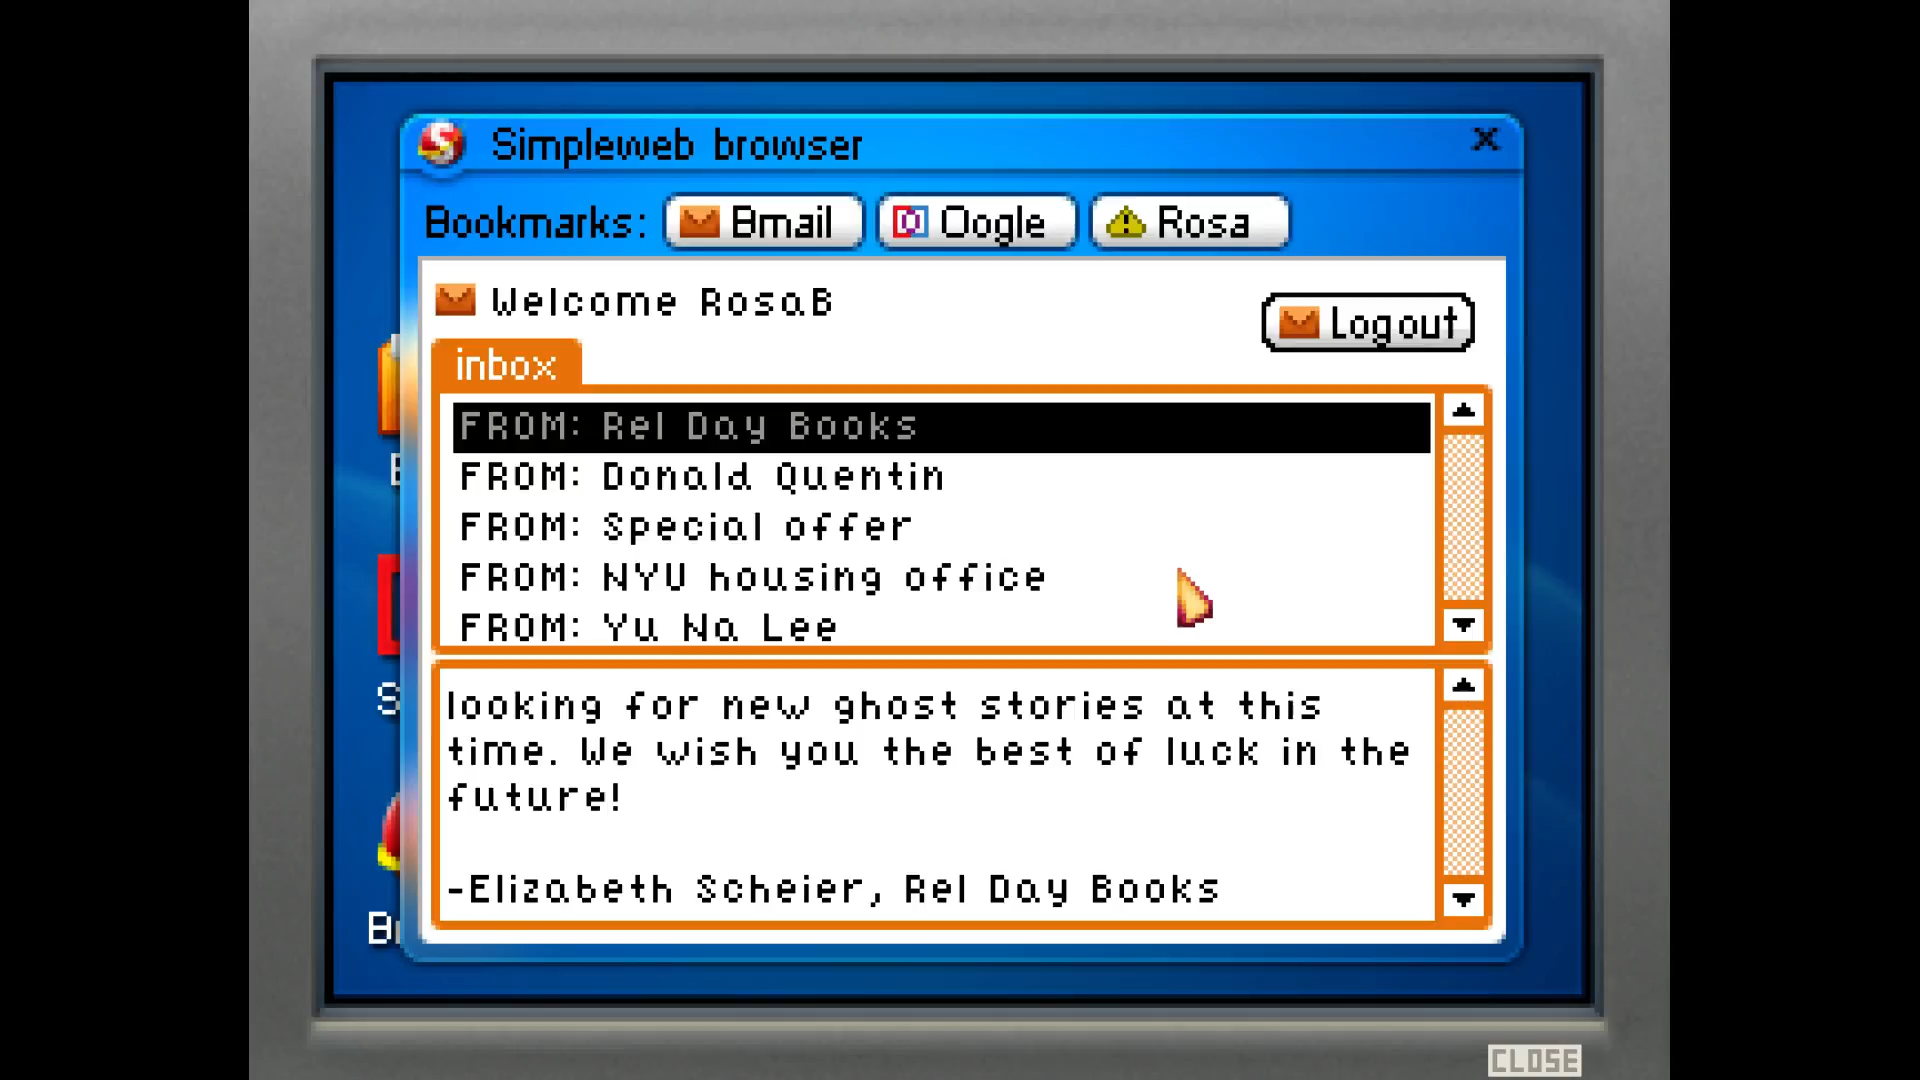 Simpleweb browser
Bookmarks: Bmail Oogle Rosa
Welcome RosaB
Logout
inbox
FROM: Rel Day Books
FROM: Donald Quentin
FROM: Special offer
FROM: NYU housing office
FROM: Yu Na Lee
looking for new ghost stories at this
time. We wish you the best of luck in the
future!
-Elizabeth Scheier, Rel Day Books
CLOSE